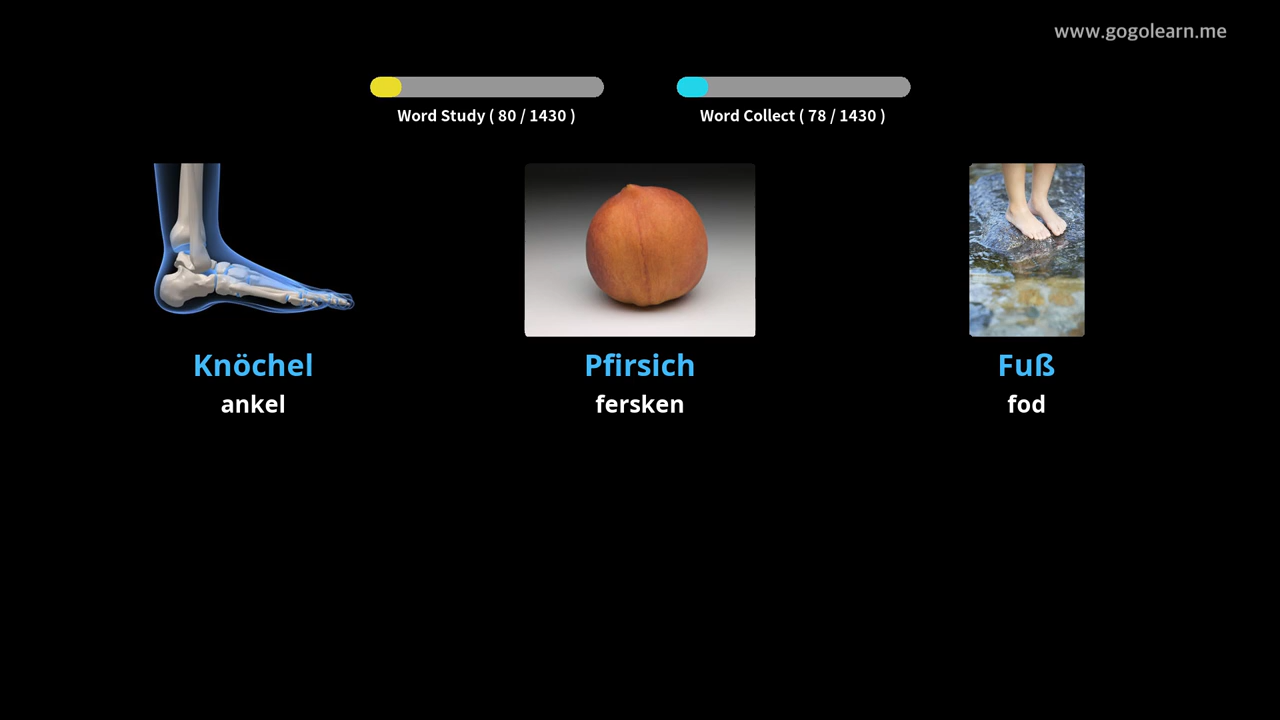 www.gogolearn.me
Word Study ( 80 / 1430 )
Word Collect ( 78 / 1430 )
Knöchel
ankel
Pfirsich
fersken
Fuß
fod